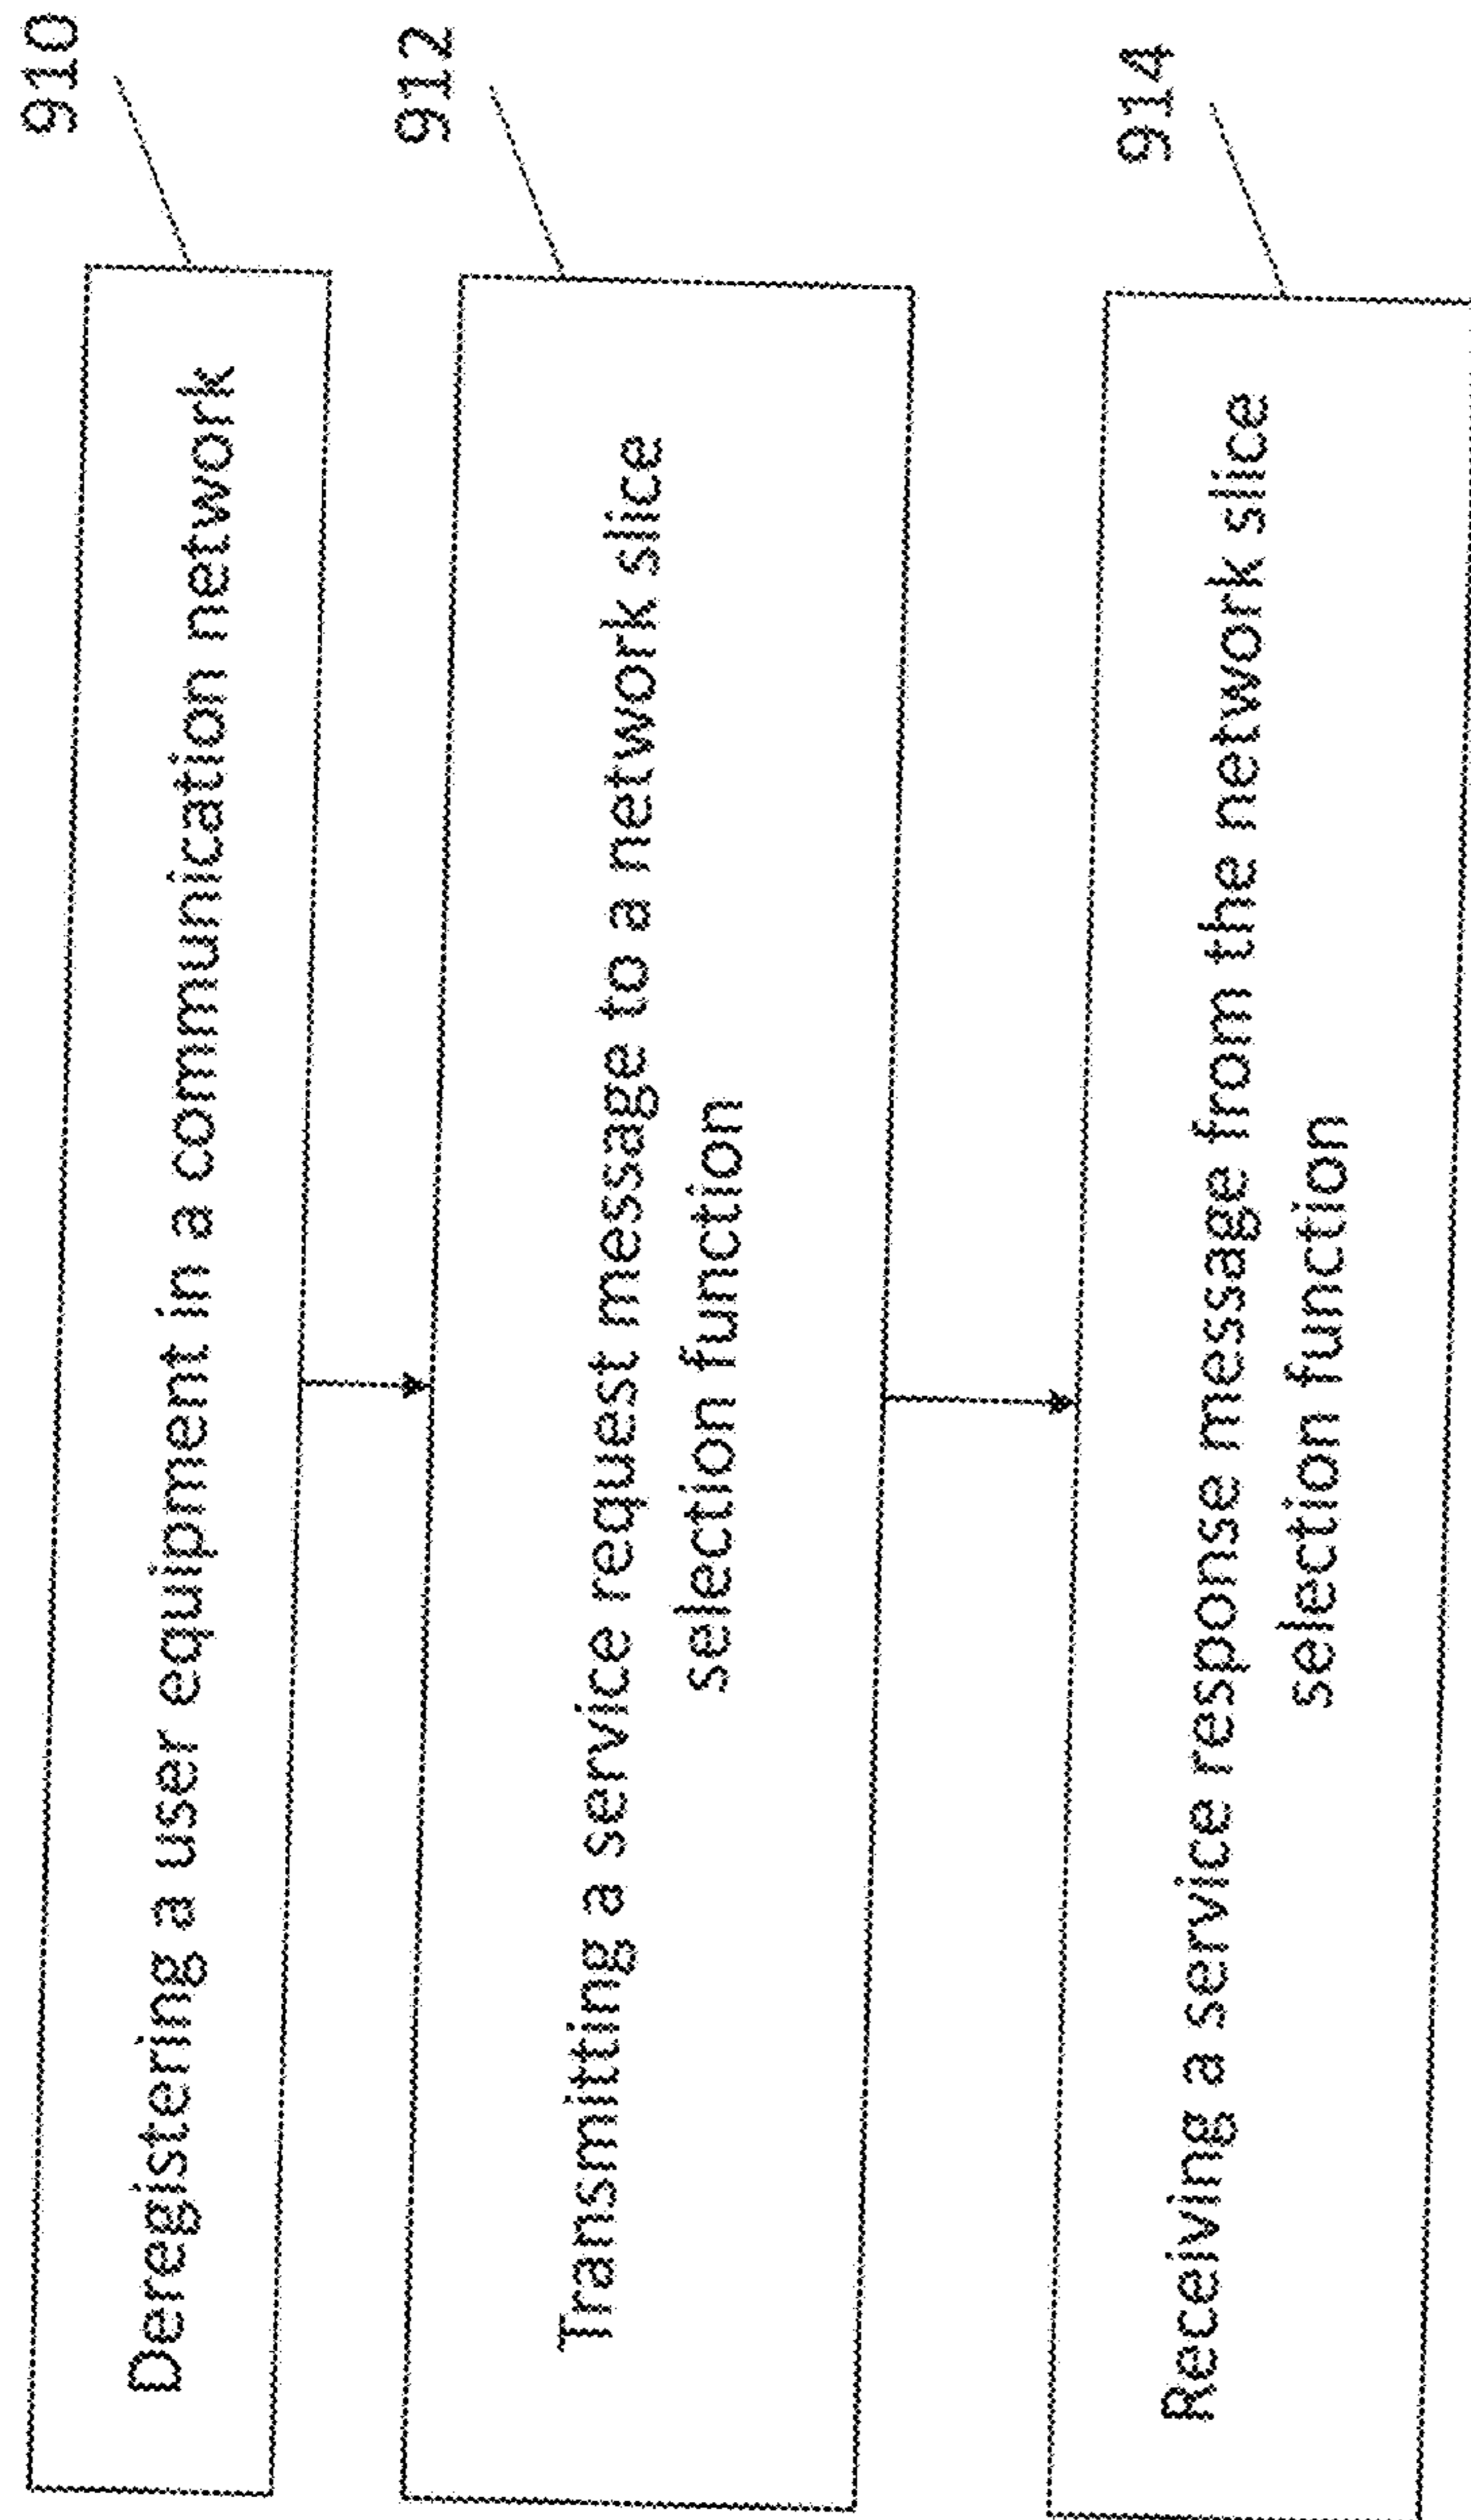 910
Deregistering a user equipment in a communication network
912
Transmitting a service request message to a network slice
selection function
914
Receiving a service response message from the network slice
selection function